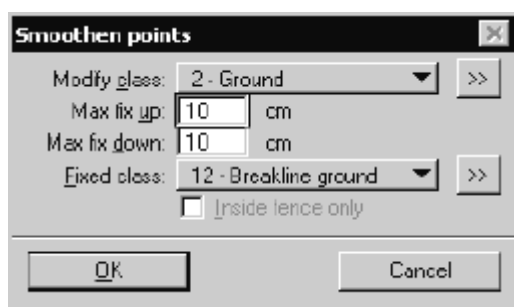 Smoothen points
Modify class: 2 - Ground >>
Max fix up: 10 cm
Max fix down: 10 cm
Fixed class: 12 - Breakline ground >>
Inside fence only
OK Cancel